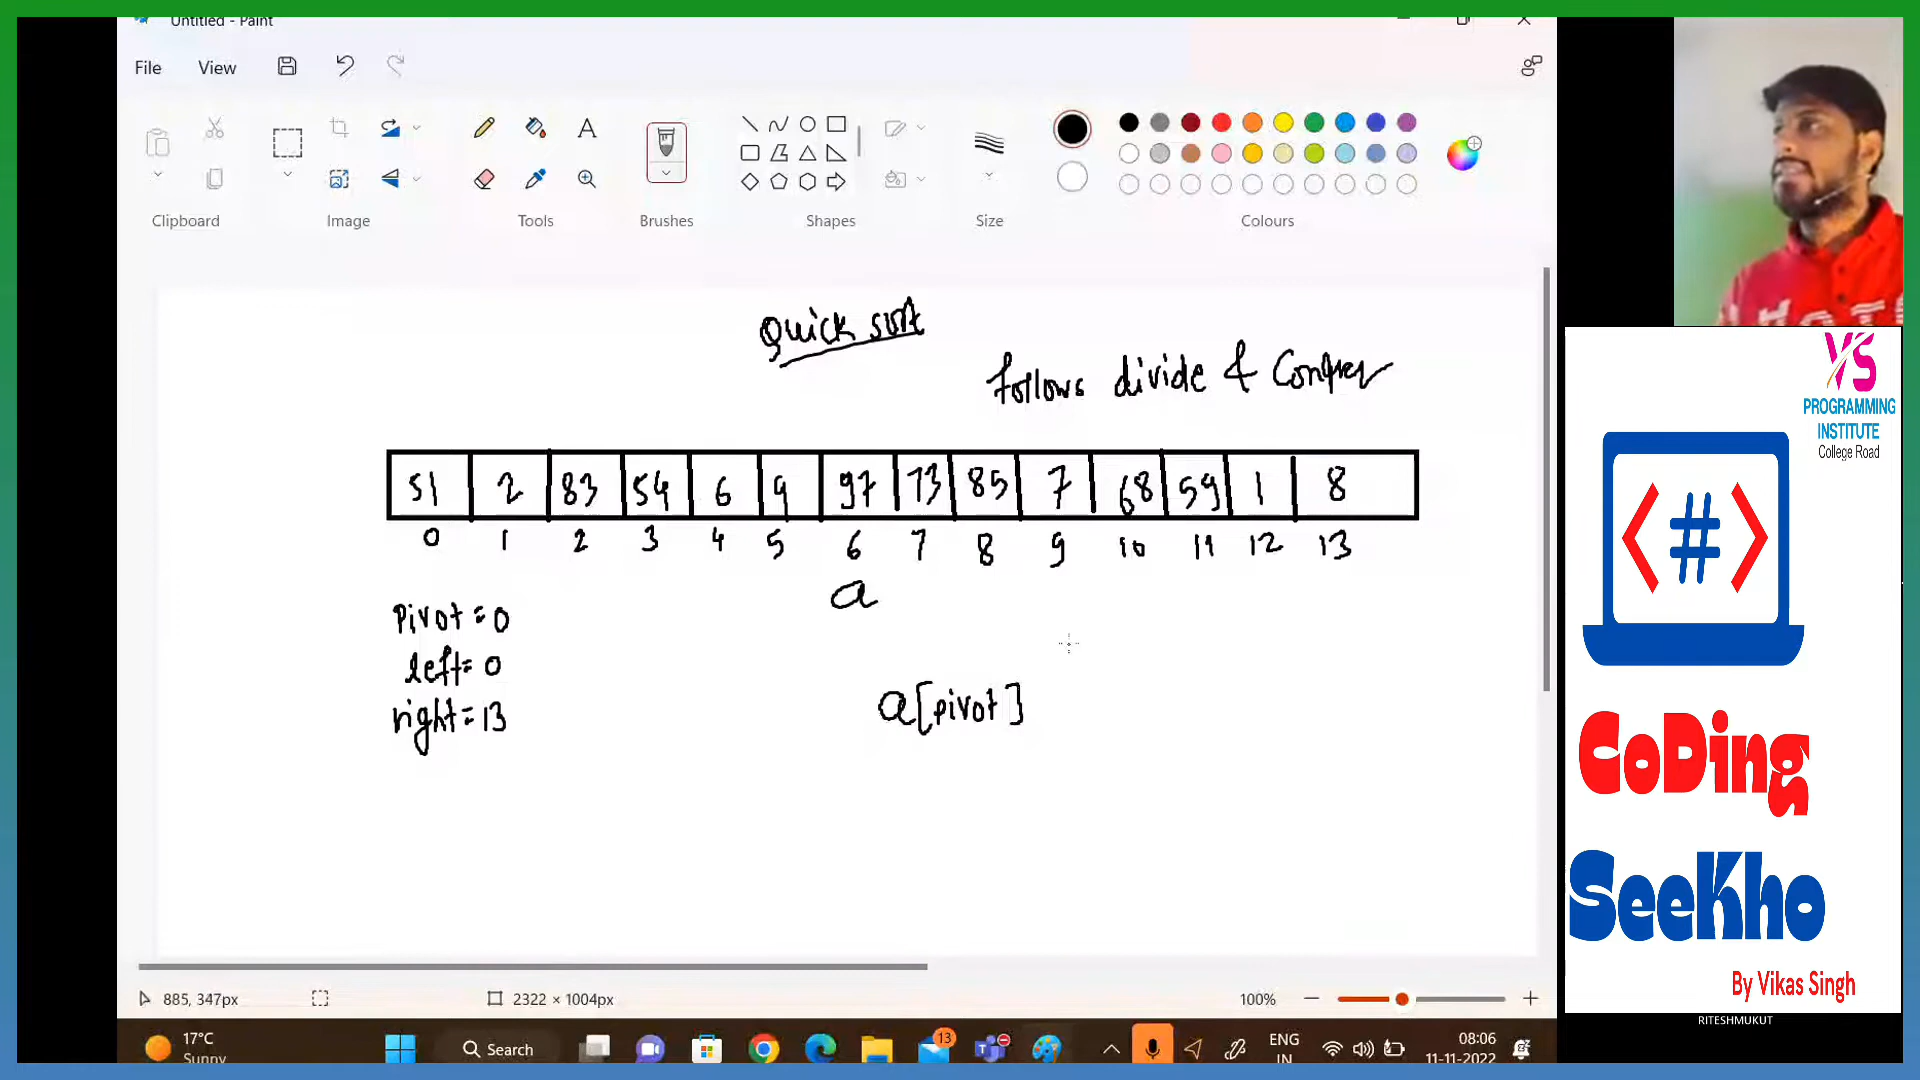 Untitled - Paint
File View
Clipboard
Image
Tools
Brushes
Shapes
Size
Colours
Quick sort
follows divide & Conquer
51 2 83 54 6 9 97 73 85 7 68 59 1 8
0 1 2 3 4 5 6 7 8 9 10 11 12 13
a
Pivot = 0
left = 0
right = 13
a[pivot]
885, 347px
2322 × 1004px
100%
17°C
Sunny
Search
13
ENG
IN
08:06
11-11-2022
VS
PROGRAMMING
INSTITUTE
College Road
<#>
CoDing
SeeKho
By Vikas Singh
RITESHMUKUT